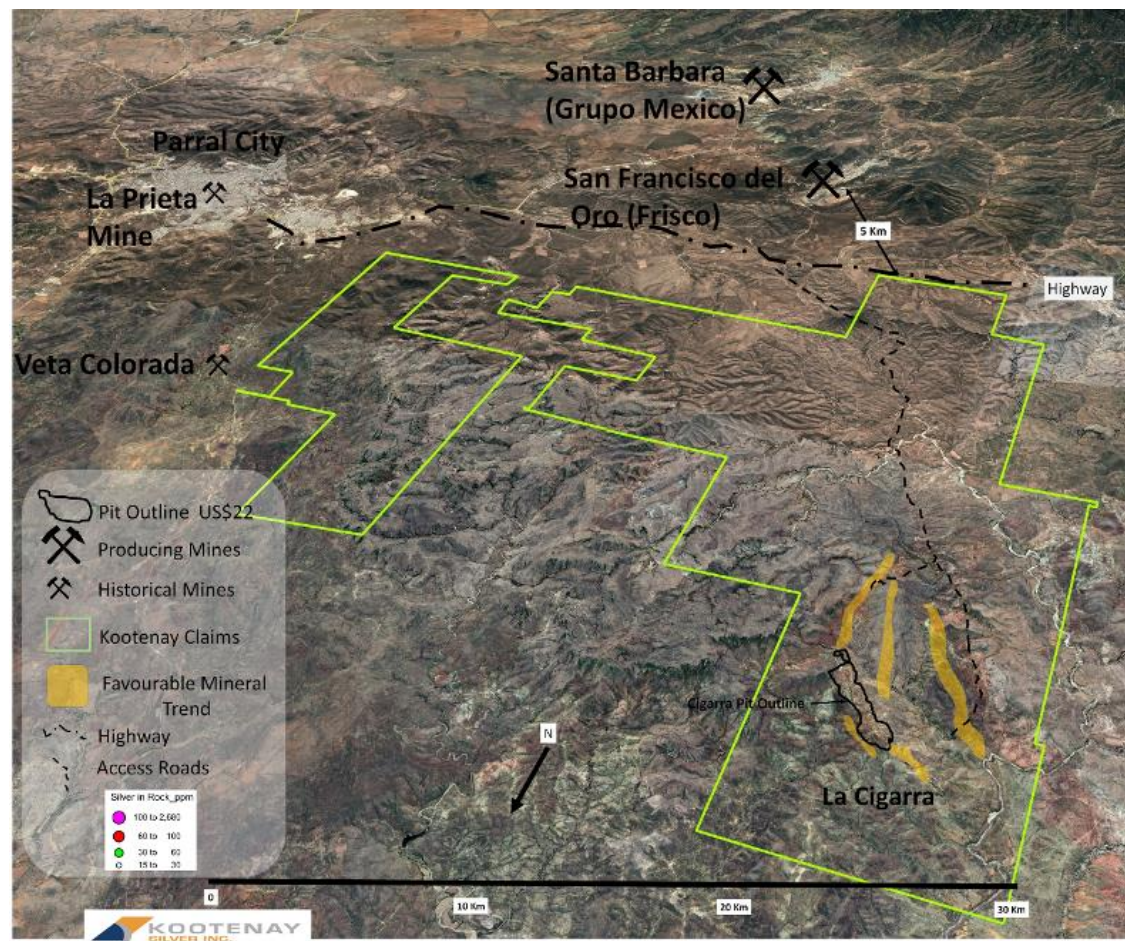 Santa Barbara
(Grupo Mexico)
Parral City
La Prieta
Mine
San Francisco del
Oro (Frisco)
5 Km
Highway
Veta Colorada
Pit Outline US$22
Producing Mines
Historical Mines
Kootenay Claims
Favourable Mineral
Trend
Highway
Access Roads
Silver in Rock_ppm
100 to 2,680
60 to 100
30 to 60
15 to 30
Cigarra Pit Outline
N
La Cigarra
0
10 Km
20 Km
30 Km
KOOTENAY
SILVER INC.